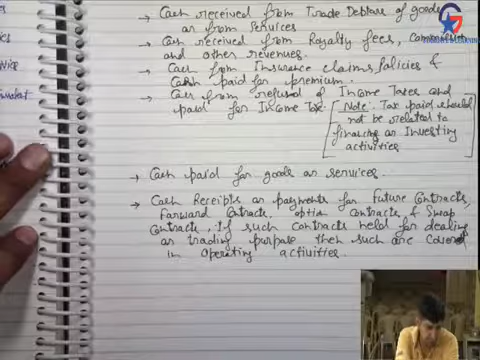 → Cash received from Trade Debtors of goods
or from services
→ Cash received from Royalty fees, Commission
and other revenues.
→ Cash from Insurance claims, policies &
Cash paid for premium.
→ Cash from refund of Income Taxes and
paid for Income Tax. [Note: Tax paid should
not be related to
financing or Investing
activities]
→ Cash paid for goods or services.
→ Cash Receipts or payments for Future Contracts,
Forward Contracts, option contracts & Swap
Contracts, If such contracts held for dealing
or trading purpose then such are covered
in operating activities.